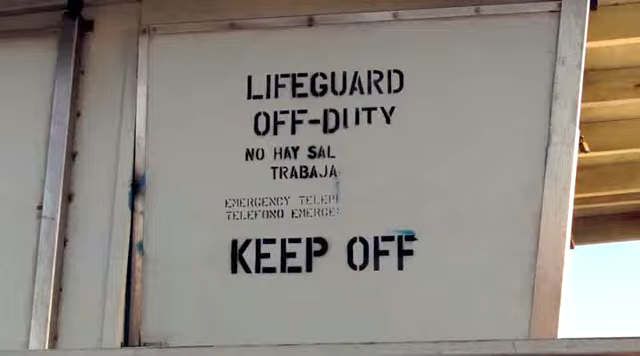 LIFEGUARD
OFF-DUTY
NO HAY SAL
TRABAJA
EMERGENCY TELEP
TELEFONO EMERGE
KEEP OFF